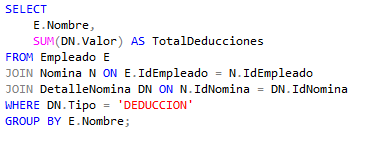 SELECT
    E.Nombre,
    SUM(DN.Valor) AS TotalDeducciones
FROM Empleado E
JOIN Nomina N ON E.IdEmpleado = N.IdEmpleado
JOIN DetalleNomina DN ON N.IdNomina = DN.IdNomina
WHERE DN.Tipo = 'DEDUCCION'
GROUP BY E.Nombre;